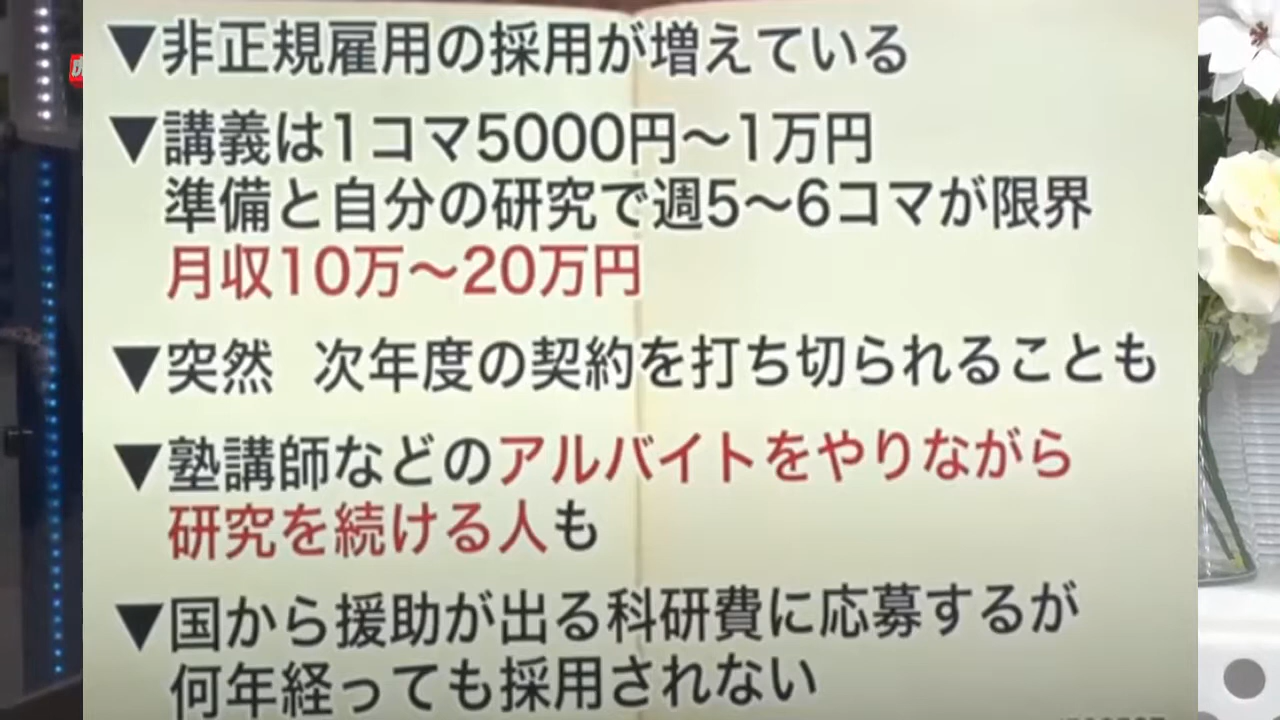 ▼非正規雇用の採用が増えている
▼講義は1コマ5000円～1万円
準備と自分の研究で週5～6コマが限界
月収10万～20万円
▼突然 次年度の契約を打ち切られることも
▼塾講師などのアルバイトをやりながら
研究を続ける人も
▼国から援助が出る科研費に応募するが
何年経っても採用されない